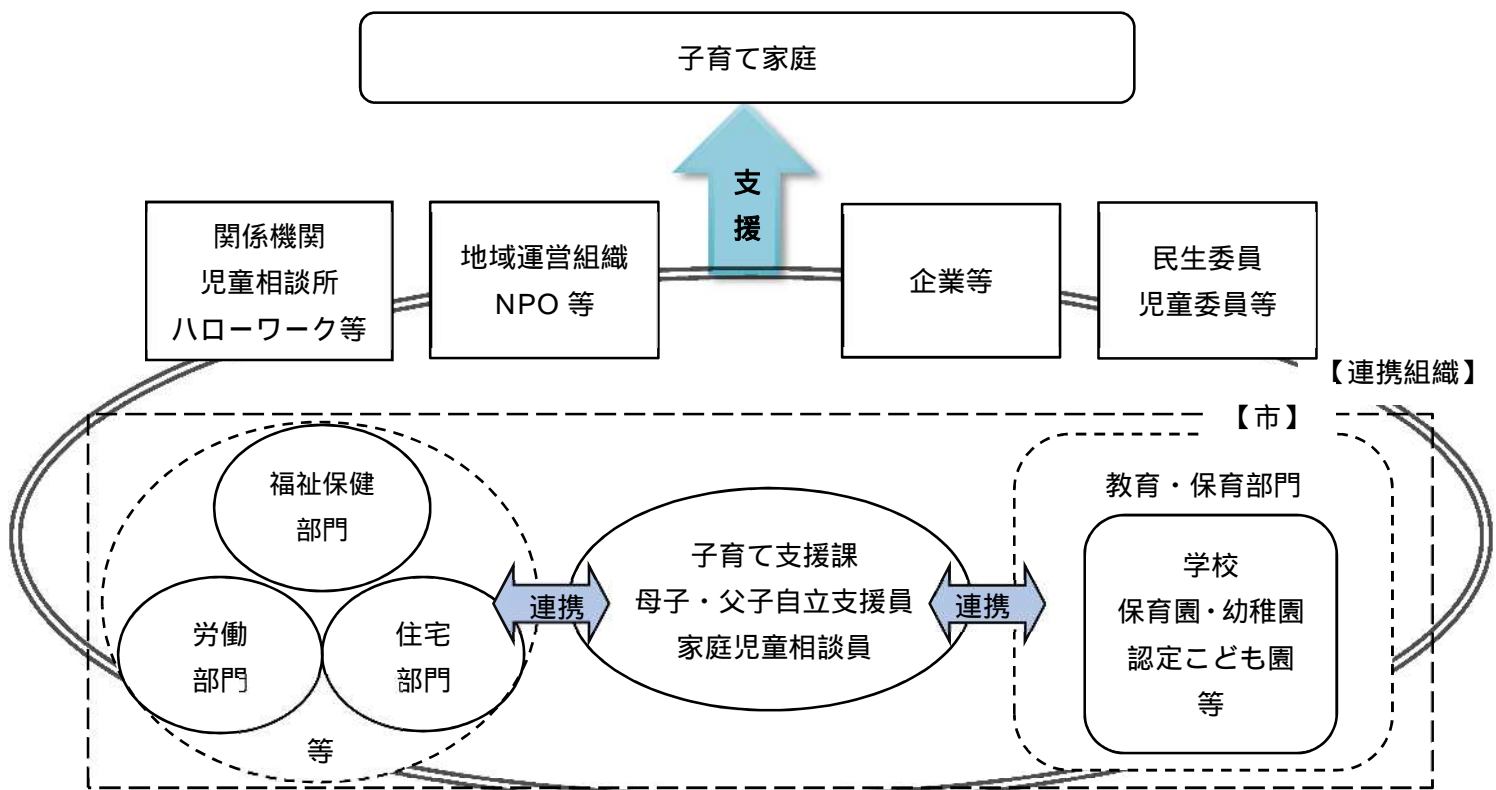 子育て家庭
支
援
関係機関
児童相談所
ハローワーク等
地域運営組織
NPO 等
企業等
民生委員
児童委員等
【連携組織】
【市】
福祉保健
部門
労働
部門
住宅
部門
等
連携
子育て支援課
母子・父子自立支援員
家庭児童相談員
連携
教育・保育部門
学校
保育園・幼稚園
認定こども園
等